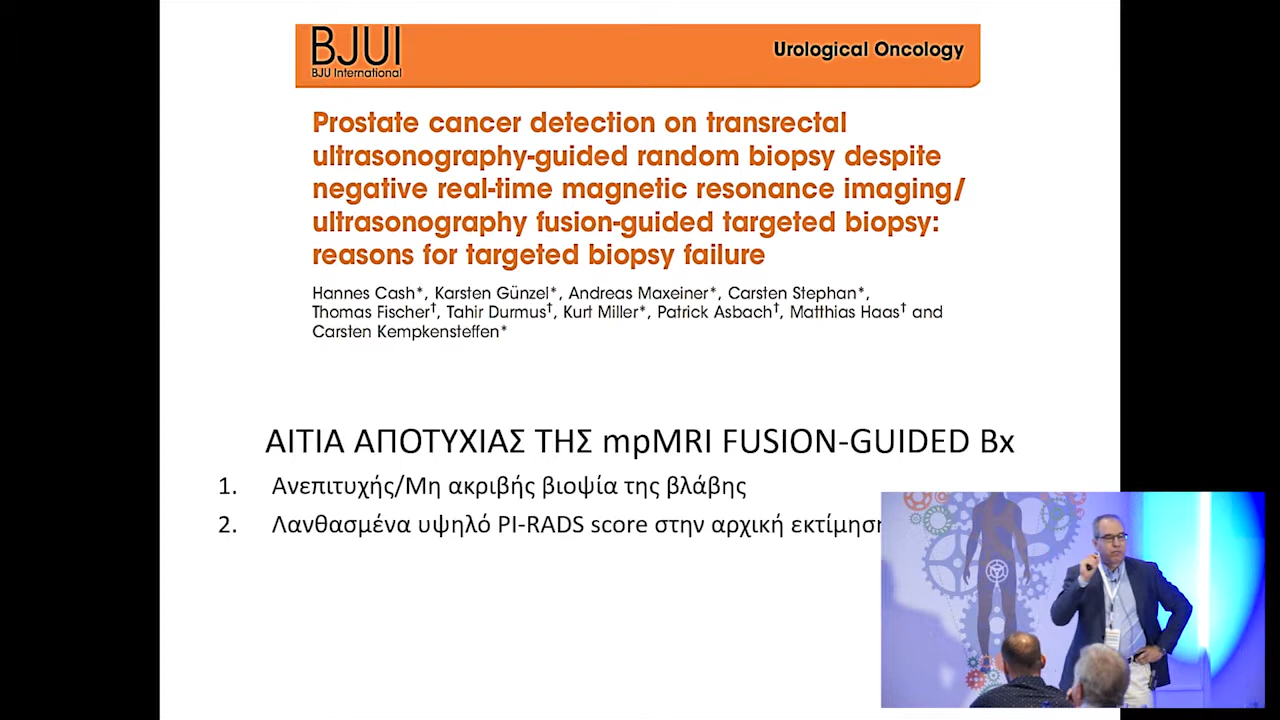 BJUI
BJU International
Urological Oncology
Prostate cancer detection on transrectal
ultrasonography-guided random biopsy despite
negative real-time magnetic resonance imaging/
ultrasonography fusion-guided targeted biopsy:
reasons for targeted biopsy failure
Hannes Cash*, Karsten Günzel*, Andreas Maxeiner*, Carsten Stephan*,
Thomas Fischer†, Tahir Durmus†, Kurt Miller*, Patrick Asbach†, Matthias Haas† and
Carsten Kempkensteffen*
ΑΙΤΙΑ ΑΠΟΤΥΧΙΑΣ ΤΗΣ mpMRI FUSION-GUIDED Bx
1. Ανεπιτυχής/Μη ακριβής βιοψία της βλάβης
2. Λανθασμένα υψηλό PI-RADS score στην αρχική εκτίμηση